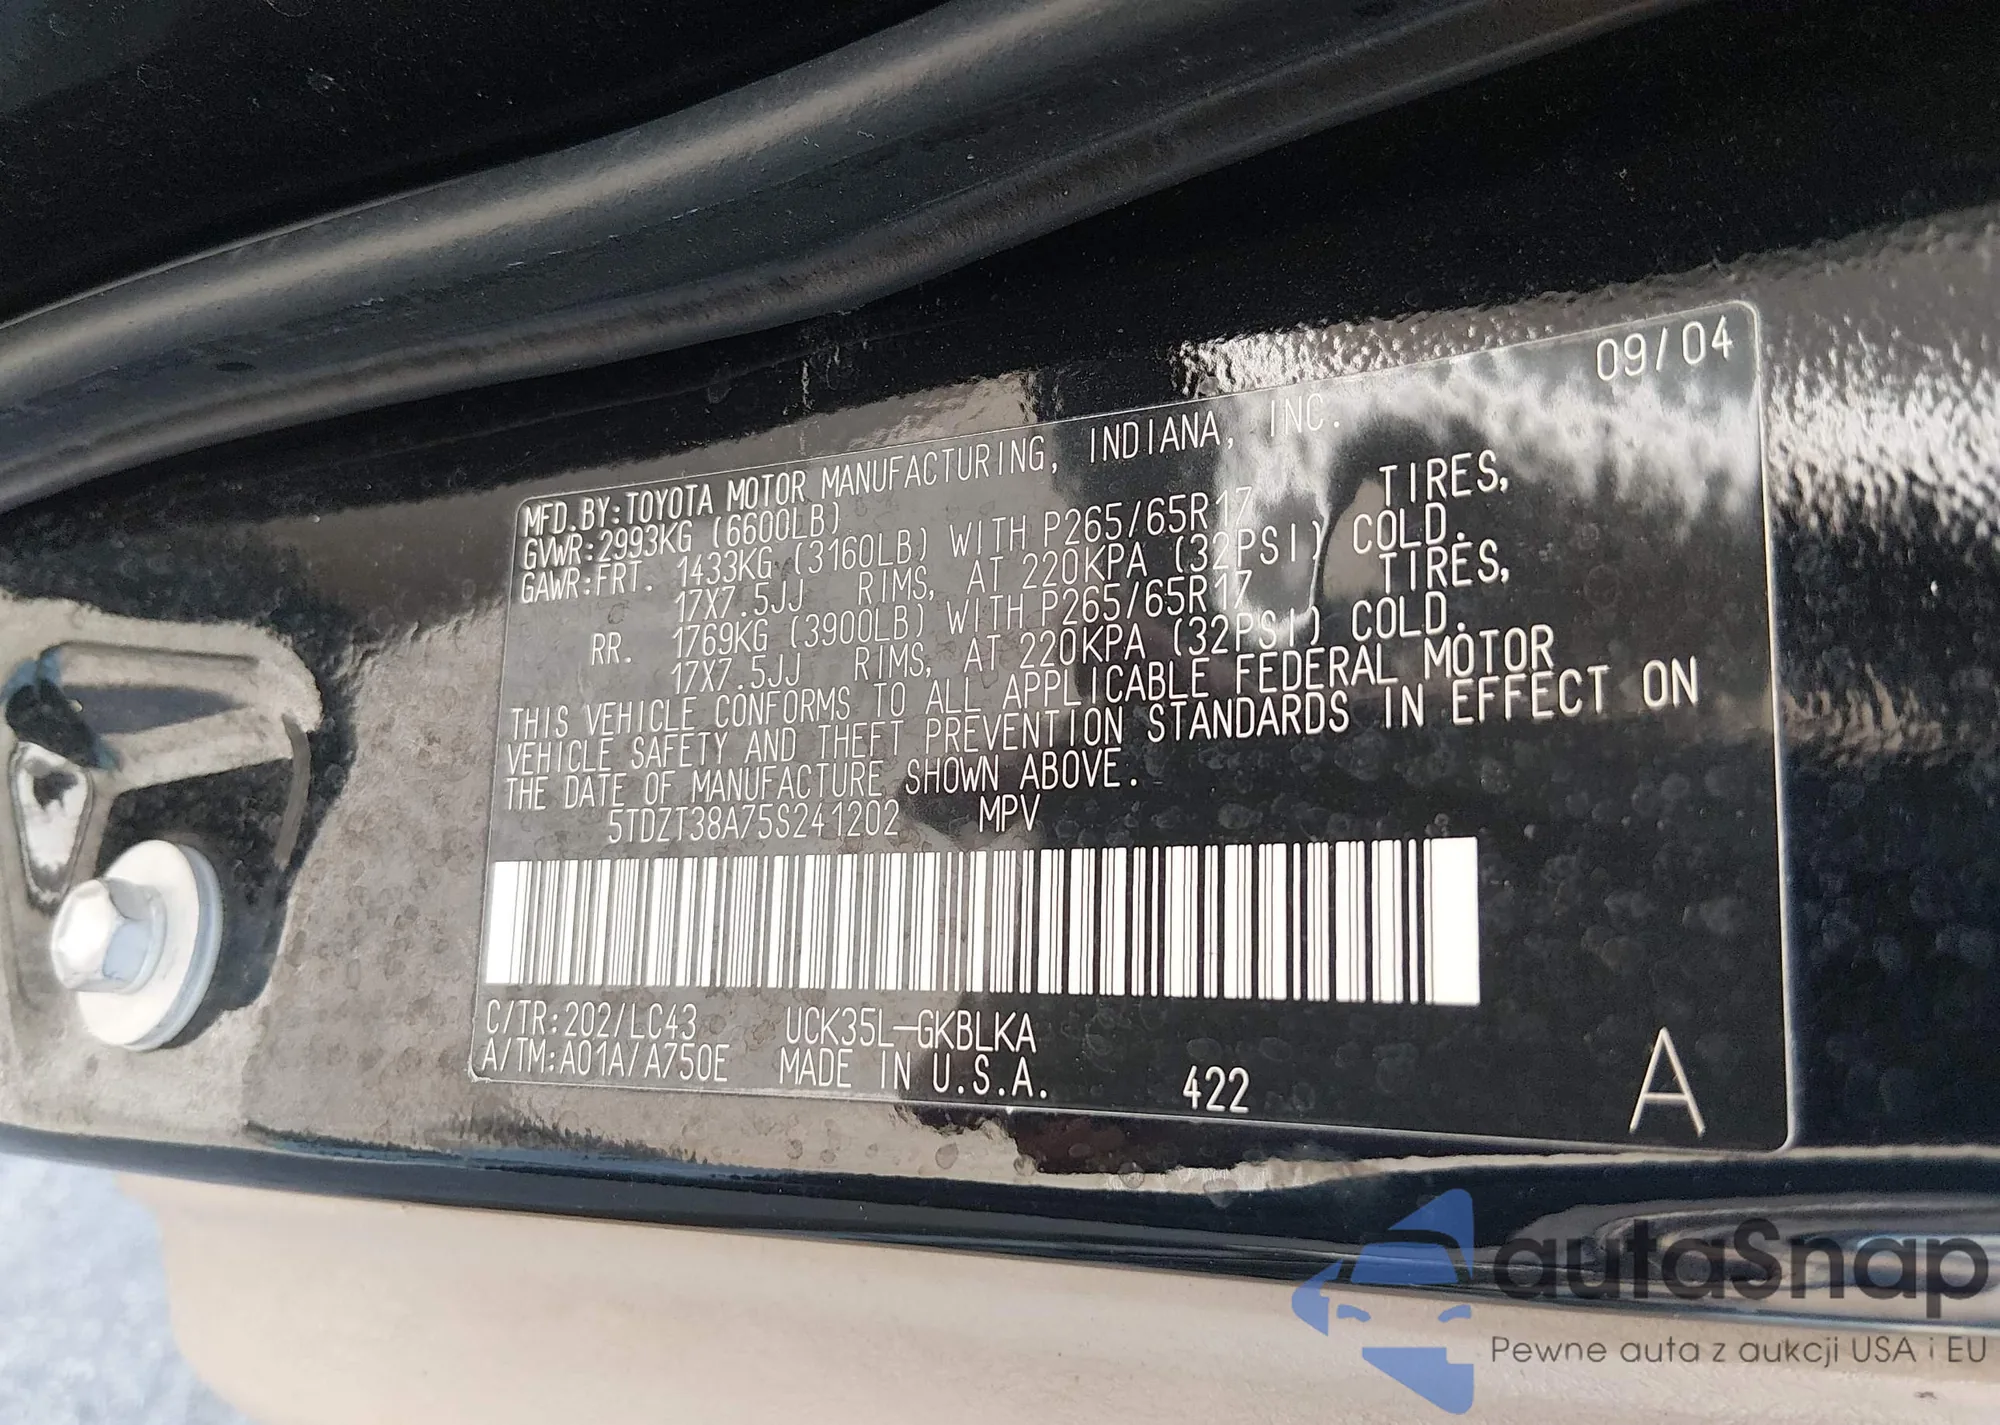 09/04
MFD.BY:TOYOTA MOTOR MANUFACTURING, INDIANA, INC.
GVWR:2993KG (6600LB)
GAWR:FRT. 1433KG (3160LB) WITH P265/65R17 TIRES,
17X7.5JJ RIMS, AT 220KPA (32PSI) COLD.
RR. 1769KG (3900LB) WITH P265/65R17 TIRES,
17X7.5JJ RIMS, AT 220KPA (32PSI) COLD.
THIS VEHICLE CONFORMS TO ALL APPLICABLE FEDERAL MOTOR
VEHICLE SAFETY AND THEFT PREVENTION STANDARDS IN EFFECT ON
THE DATE OF MANUFACTURE SHOWN ABOVE.
5TDZT38A75S241202 MPV
C/TR:202/LC43 UCK35L-GKBLKA
A/TM:A01A/A750E MADE IN U.S.A. 422 A
autaSnap
Pewne auta z aukcji USA i EU